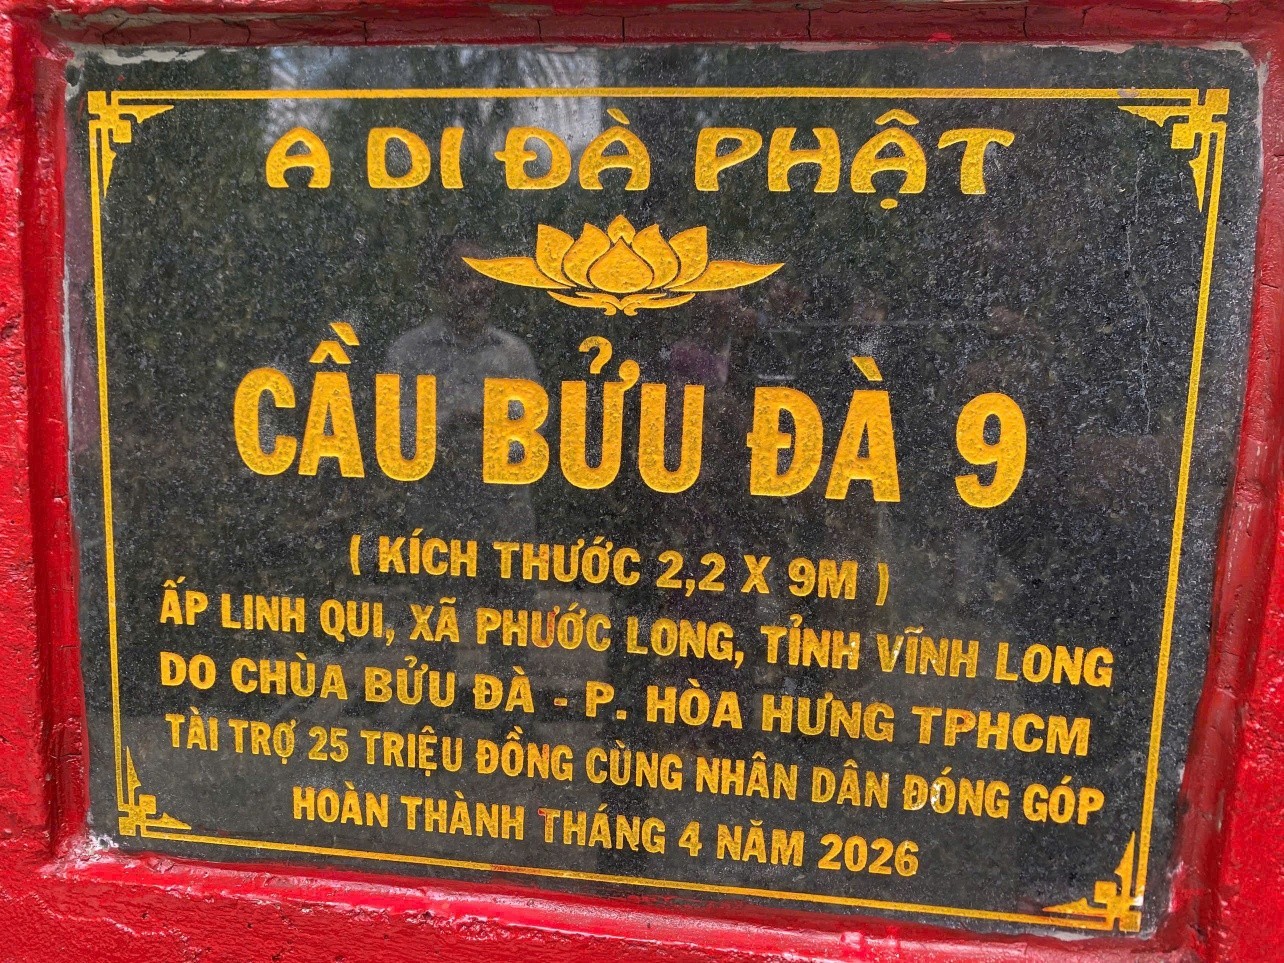 A DI ĐÀ PHẬT
CẦU BỬU ĐÀ 9
( KÍCH THƯỚC 2,2 X 9M )
ẤP LINH QUI, XÃ PHƯỚC LONG, TỈNH VĨNH LONG
DO CHÙA BỬU ĐÀ - P. HÒA HƯNG TPHCM
TÀI TRỢ 25 TRIỆU ĐỒNG CÙNG NHÂN DÂN ĐÓNG GÓP
HOÀN THÀNH THÁNG 4 NĂM 2026